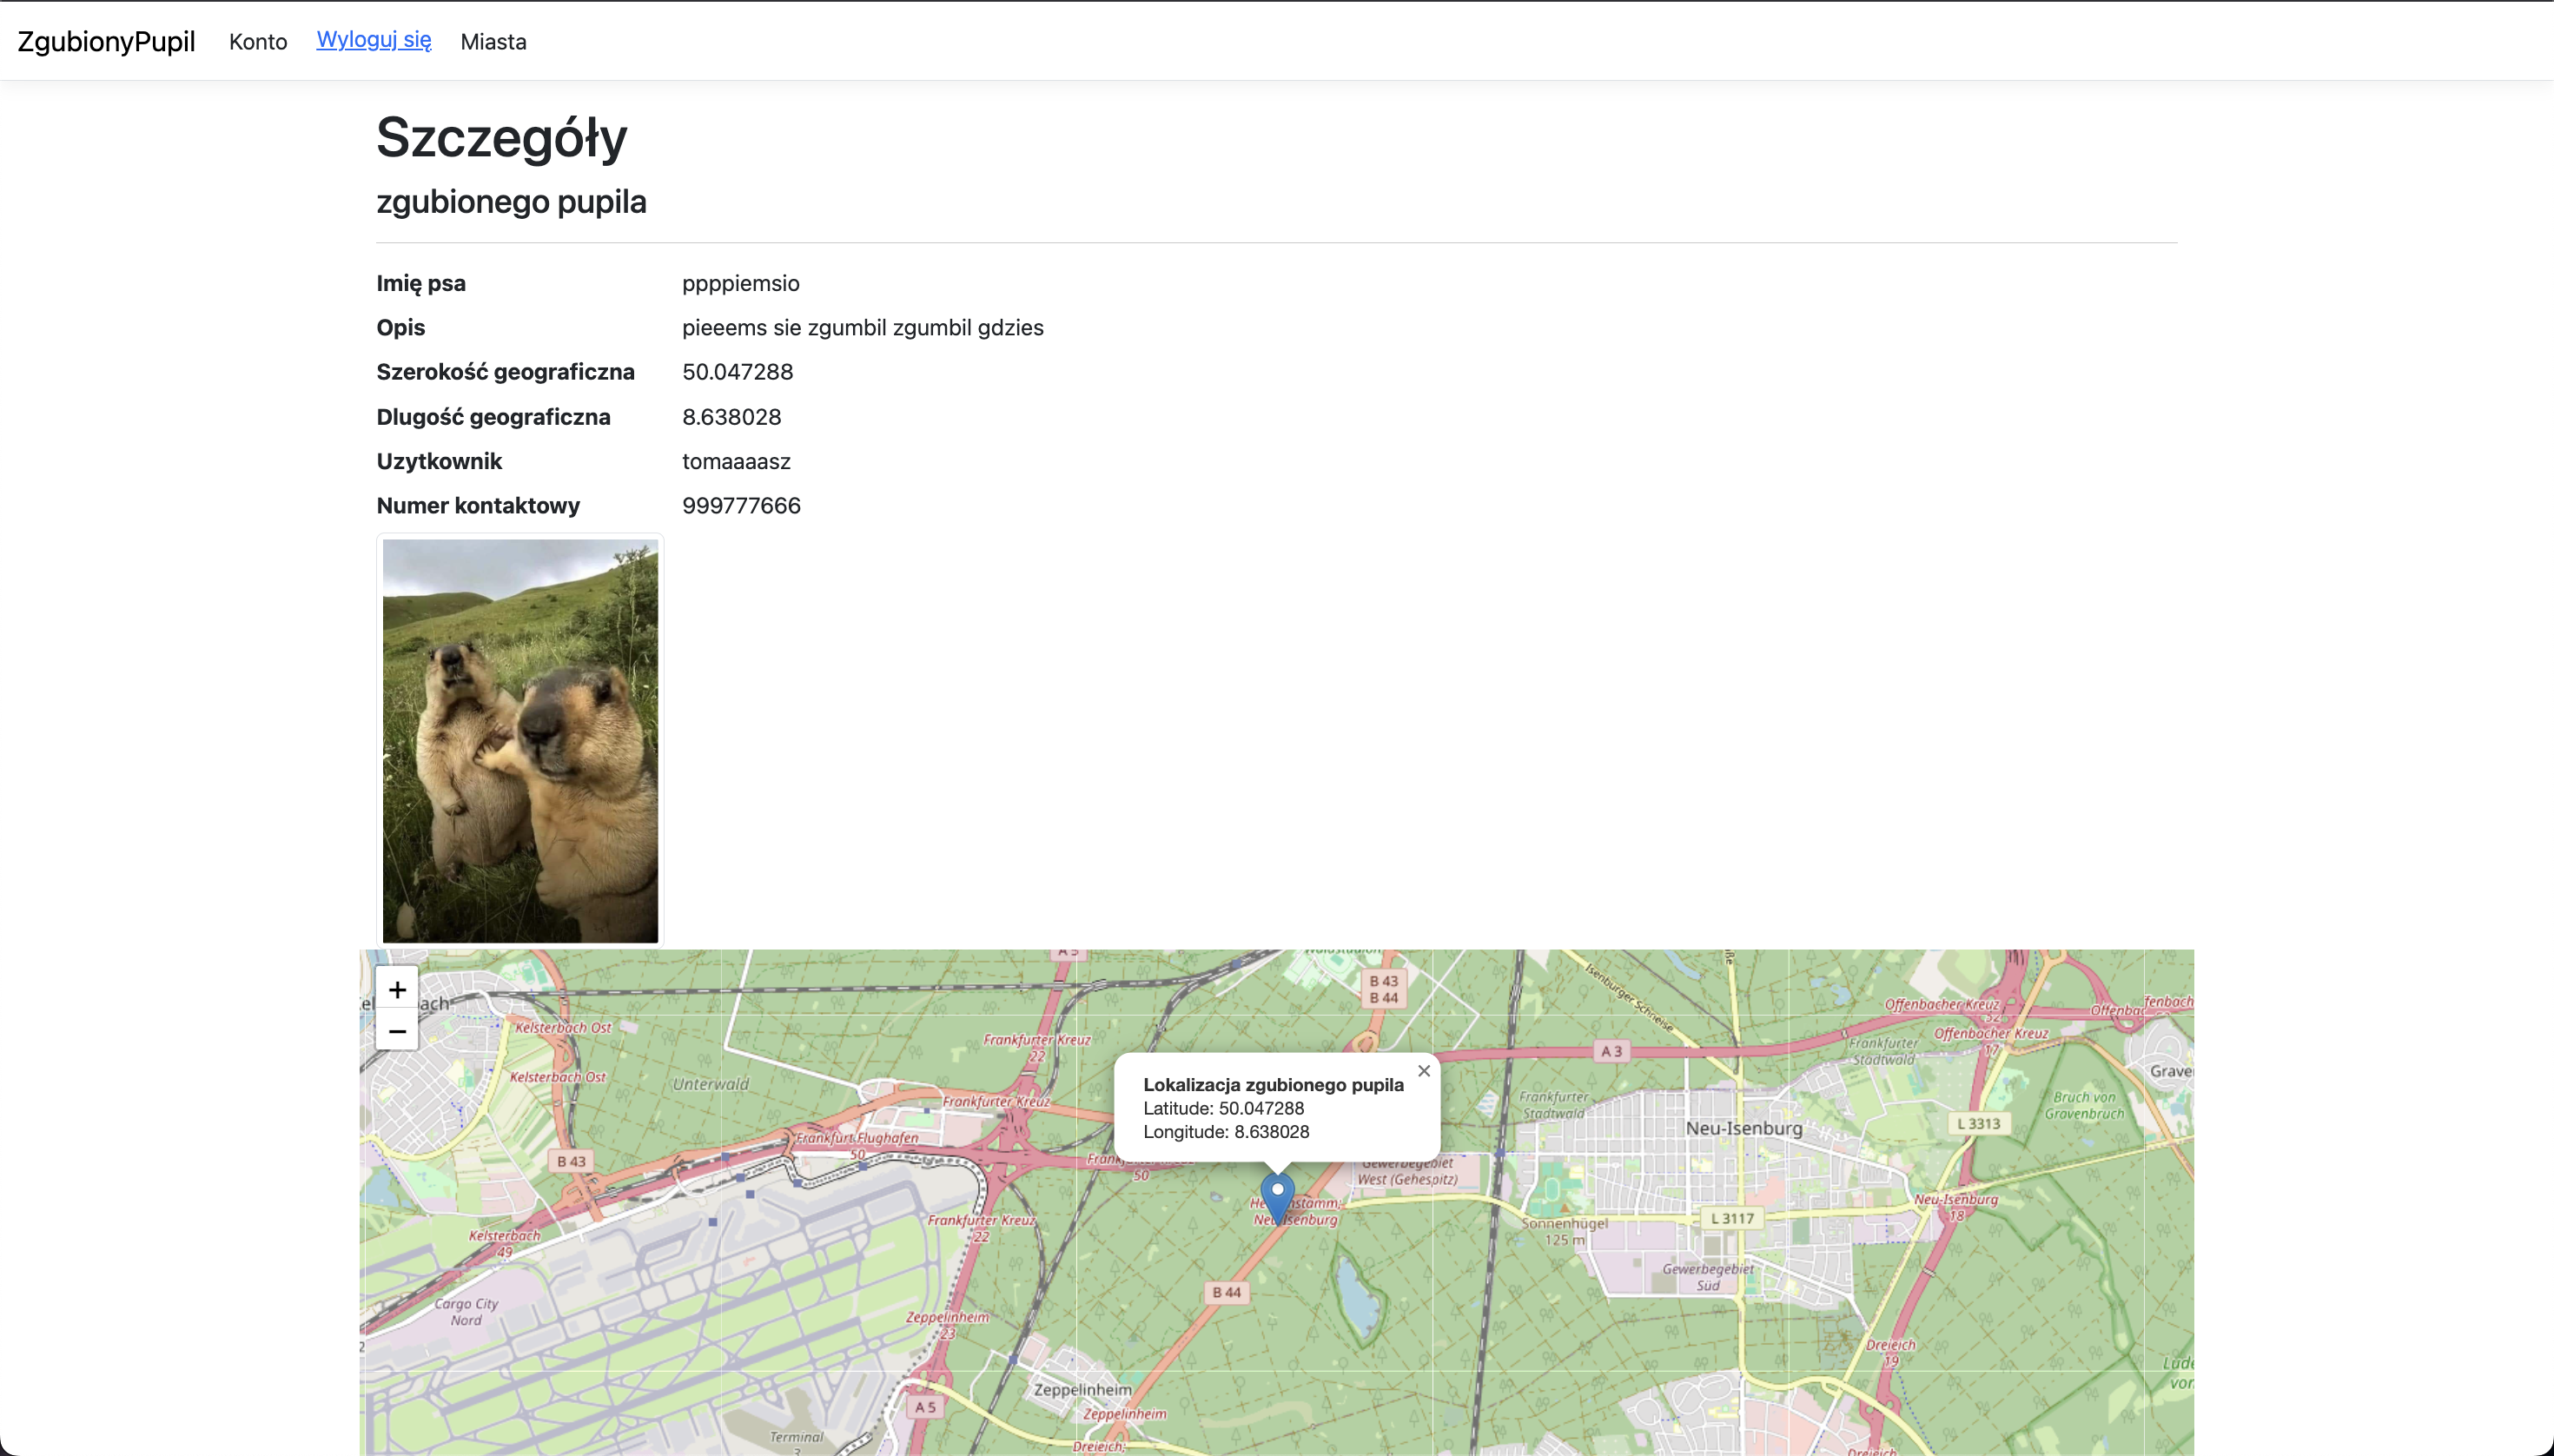 ZgubionyPupil Konto Wyloguj się Miasta
Szczegóły
zgubionego pupila
Imię psa ppppiemsio
Opis pieeems sie zgumbil zgumbil gdzies
Szerokość geograficzna 50.047288
Dlugość geograficzna 8.638028
Uzytkownik tomaaaasz
Numer kontaktowy 999777666
+
−
A 5
B 43
B 44
Isenburger Schneise
Offenbacher Kreuz
52
Kelsterbach Ost
Frankfurter Kreuz
22
Offenbacher Kreuz
17
A 3
Frankfurter
Stadtwald
Kelsterbach Ost
Unterwald
Lokalizacja zgubionego pupila
×
Latitude: 50.047288
Longitude: 8.638028
Frankfurter Kreuz
Frankfurter
Stadtwald
Bruch von
Gravenbruch
L 3313
Neu-Isenburg
Frankfurt Flughafen
50
B 43
50
Gewerbegebiet
West (Gehespitz)
Neu-Isenburg
18
L 3117
Frankfurter Kreuz
22
Sonnenhügel
125 m
Kelsterbach
49
Gewerbegebiet
Süd
B 44
Cargo City
Nord
Zeppelinheim
23
Dreieich
19
Zeppelinheim
A 5
Zeppelinheim
Terminal
3
Dreieich;
Dreieich